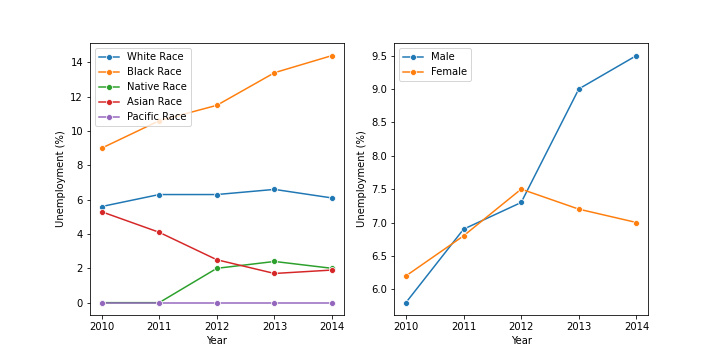 White Race
Black Race
Native Race
Asian Race
Pacific Race
14
12
10
8
6
4
2
0
Unemployment (%)
2010 2011 2012 2013 2014
Year
Male
Female
9.5
9.0
8.5
8.0
7.5
7.0
6.5
6.0
Unemployment (%)
2010 2011 2012 2013 2014
Year